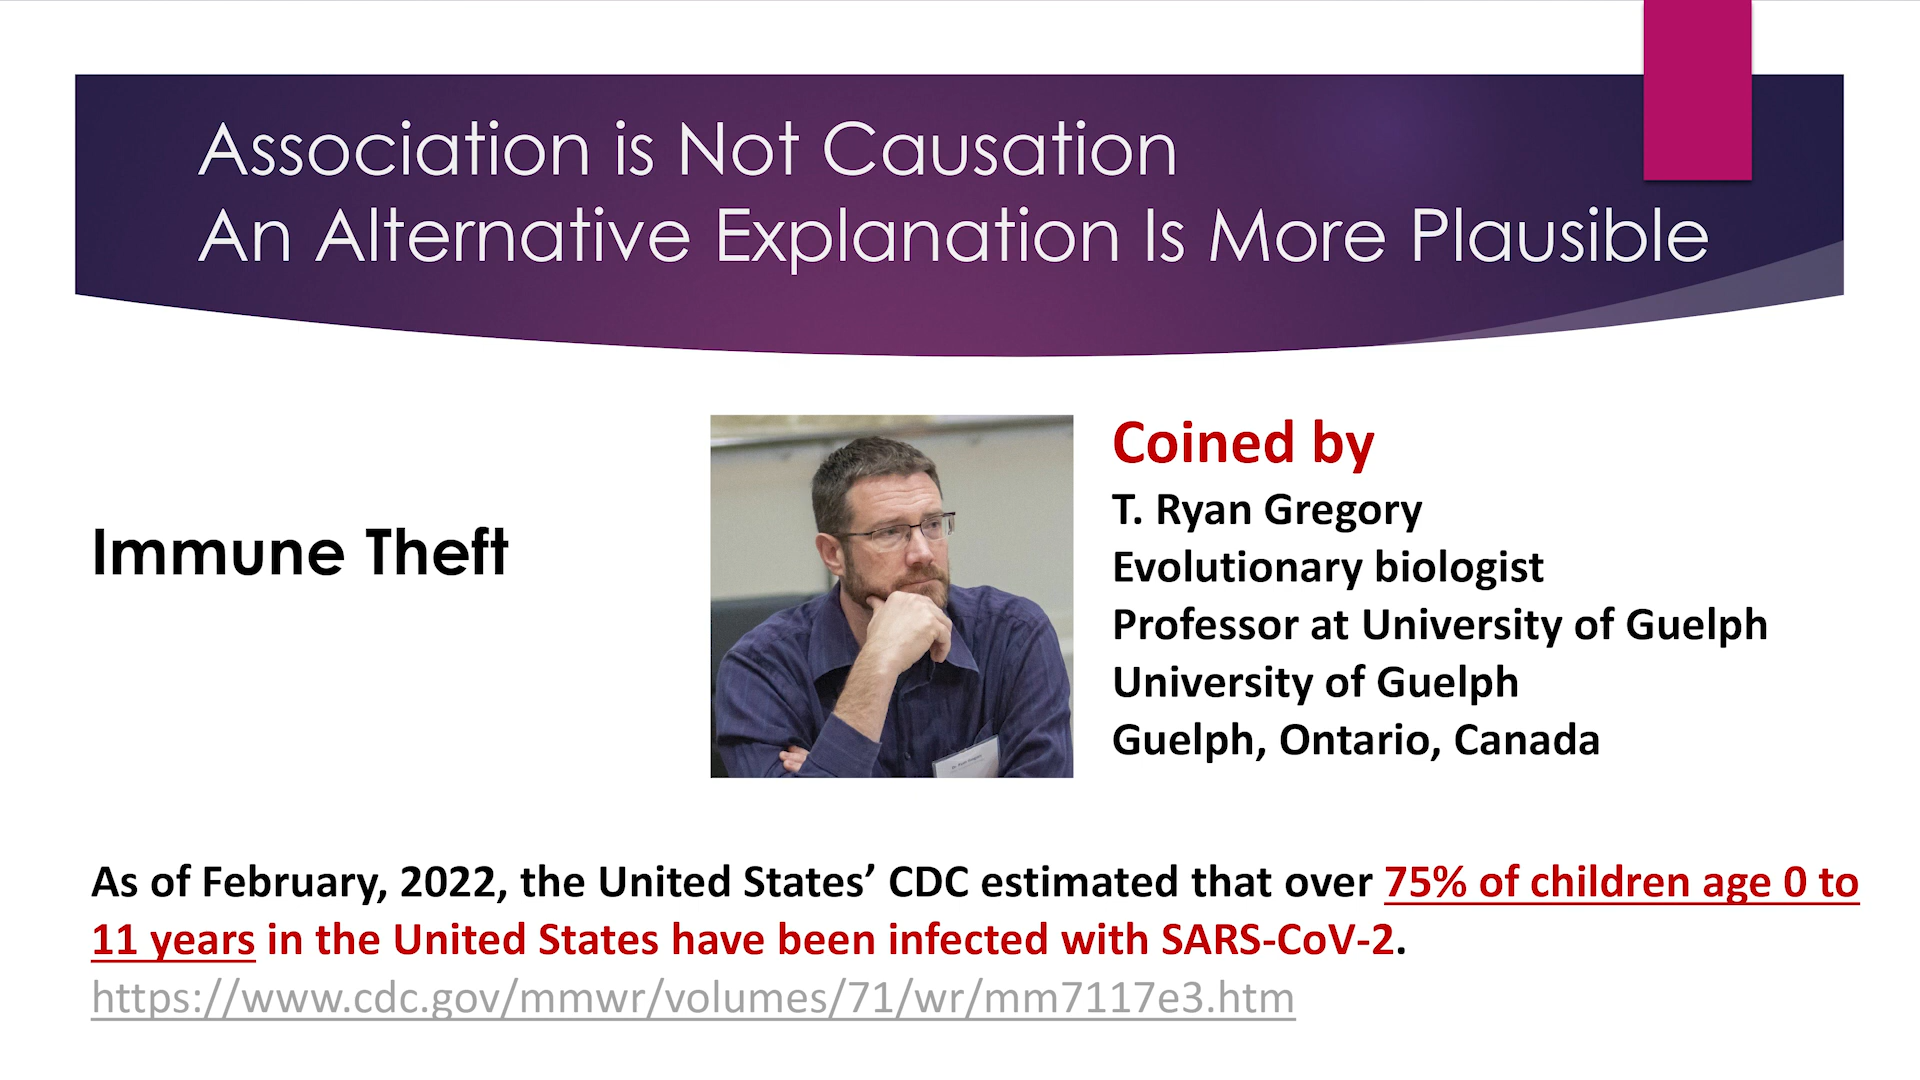 Association is Not Causation
An Alternative Explanation Is More Plausible
Immune Theft
Coined by
T. Ryan Gregory
Evolutionary biologist
Professor at University of Guelph
University of Guelph
Guelph, Ontario, Canada
As of February, 2022, the United States’ CDC estimated that over 75% of children age 0 to
11 years in the United States have been infected with SARS-CoV-2.
https://www.cdc.gov/mmwr/volumes/71/wr/mm7117e3.htm